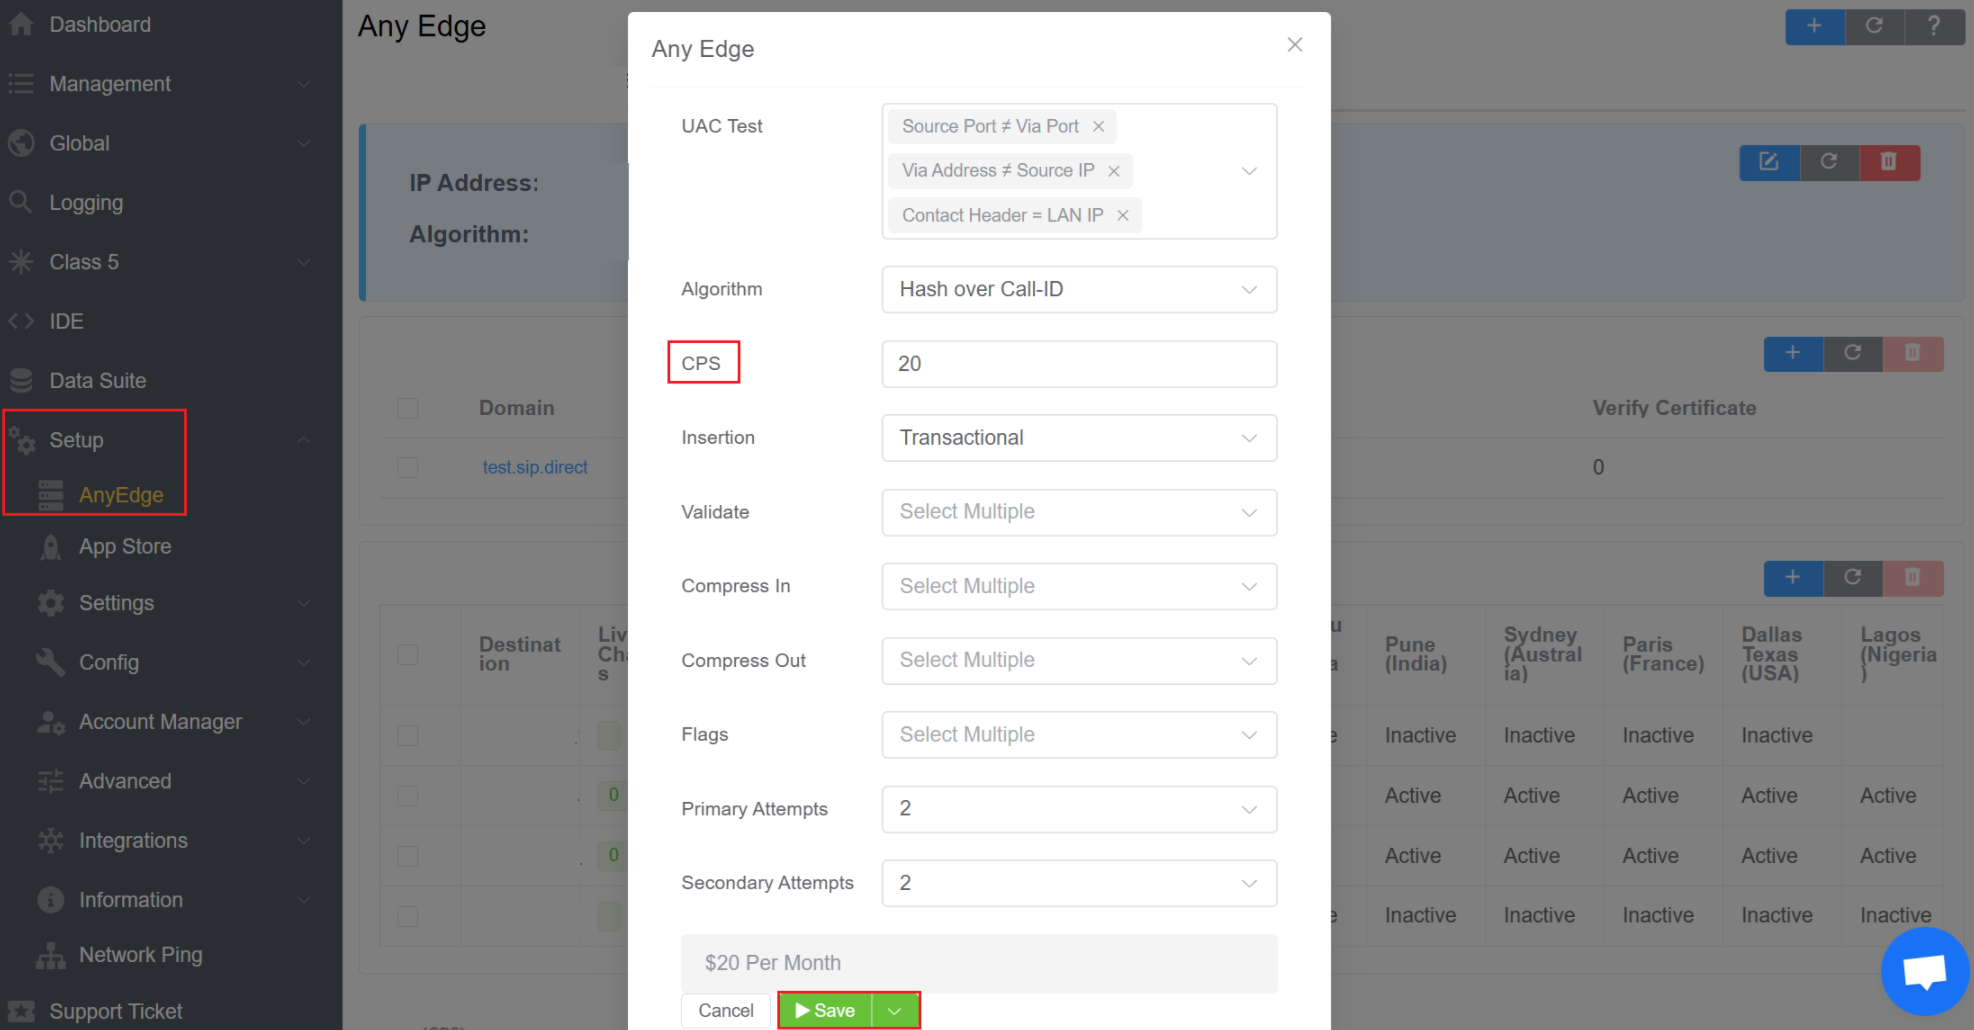 Dashboard
Management
Global
Logging
Class 5
IDE
Data Suite
Setup
AnyEdge
App Store
Settings
Config
Account Manager
Advanced
Integrations
Information
Network Ping
Support Ticket
Any Edge
?
IP Address:
Algorithm:
Domain
Verify Certificate
test.sip.direct
0
Destinat
ion
Liv
Cha
s
Pune
(India)
Sydney
(Austral
ia)
Paris
(France)
Dallas
Texas
(USA)
Lagos
(Nigeria
)
Inactive Inactive Inactive Inactive
0
Active Active Active Active Active
0
Active Active Active Active Active
Inactive Inactive Inactive Inactive Inactive
Any Edge
UAC Test
Source Port ≠ Via Port
Via Address ≠ Source IP
Contact Header = LAN IP
Algorithm Hash over Call-ID
CPS 20
Insertion Transactional
Validate Select Multiple
Compress In Select Multiple
Compress Out Select Multiple
Flags Select Multiple
Primary Attempts 2
Secondary Attempts 2
$20 Per Month
Cancel Save